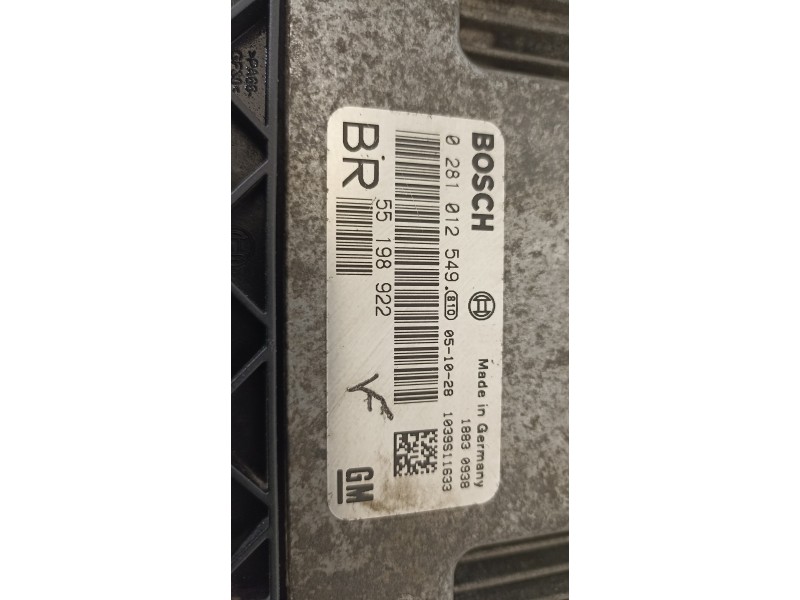 BOSCH
0 281 012 549
810
05-10-28
Made in Germany
1883 0938
1039S11633
BR
55 198 922
GM
>PA66-